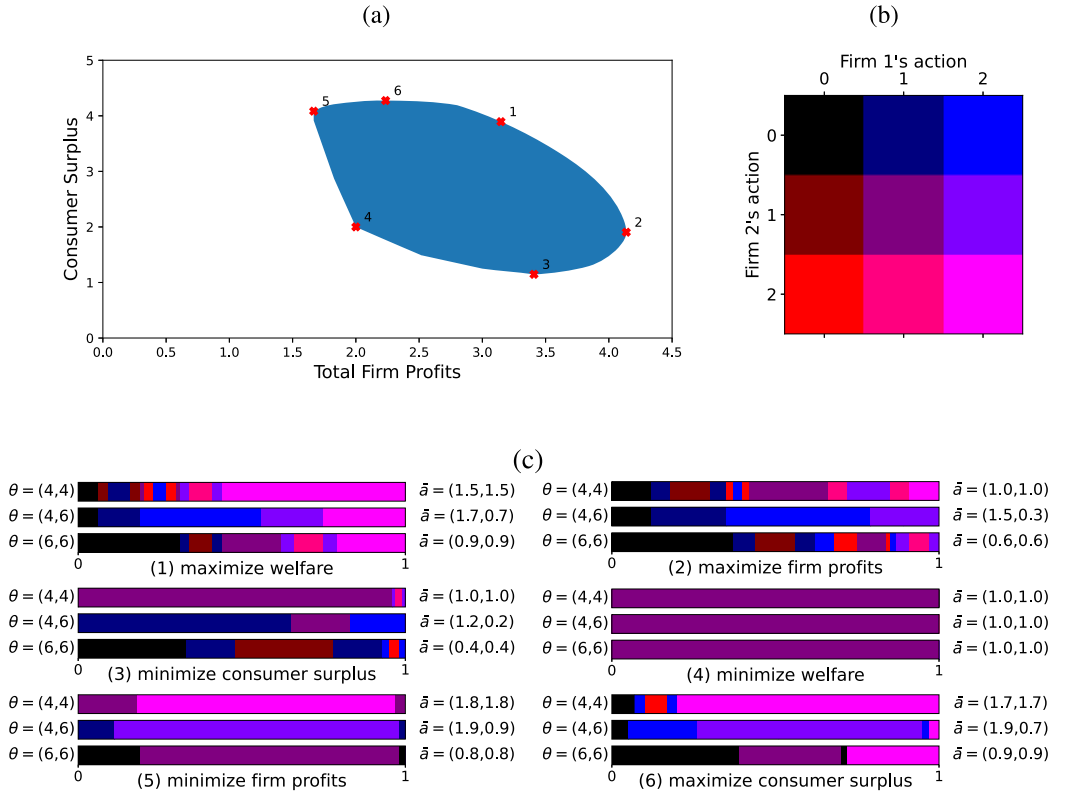 (a)
5
4
3
2
1
0
0.0 0.5 1.0 1.5 2.0 2.5 3.0 3.5 4.0 4.5
Consumer Surplus
Total Firm Profits
5
6
1
4
2
3
(b)
Firm 1's action
0 1 2
Firm 2's action
0
1
2
(c)
θ = (4,4) ā = (1.5,1.5)
θ = (4,6) ā = (1.7,0.7)
θ = (6,6) ā = (0.9,0.9)
0 1
(1) maximize welfare
θ = (4,4) ā = (1.0,1.0)
θ = (4,6) ā = (1.5,0.3)
θ = (6,6) ā = (0.6,0.6)
0 1
(2) maximize firm profits
θ = (4,4) ā = (1.0,1.0)
θ = (4,6) ā = (1.2,0.2)
θ = (6,6) ā = (0.4,0.4)
0 1
(3) minimize consumer surplus
θ = (4,4) ā = (1.0,1.0)
θ = (4,6) ā = (1.0,1.0)
θ = (6,6) ā = (1.0,1.0)
0 1
(4) minimize welfare
θ = (4,4) ā = (1.8,1.8)
θ = (4,6) ā = (1.9,0.9)
θ = (6,6) ā = (0.8,0.8)
0 1
(5) minimize firm profits
θ = (4,4) ā = (1.7,1.7)
θ = (4,6) ā = (1.9,0.7)
θ = (6,6) ā = (0.9,0.9)
0 1
(6) maximize consumer surplus